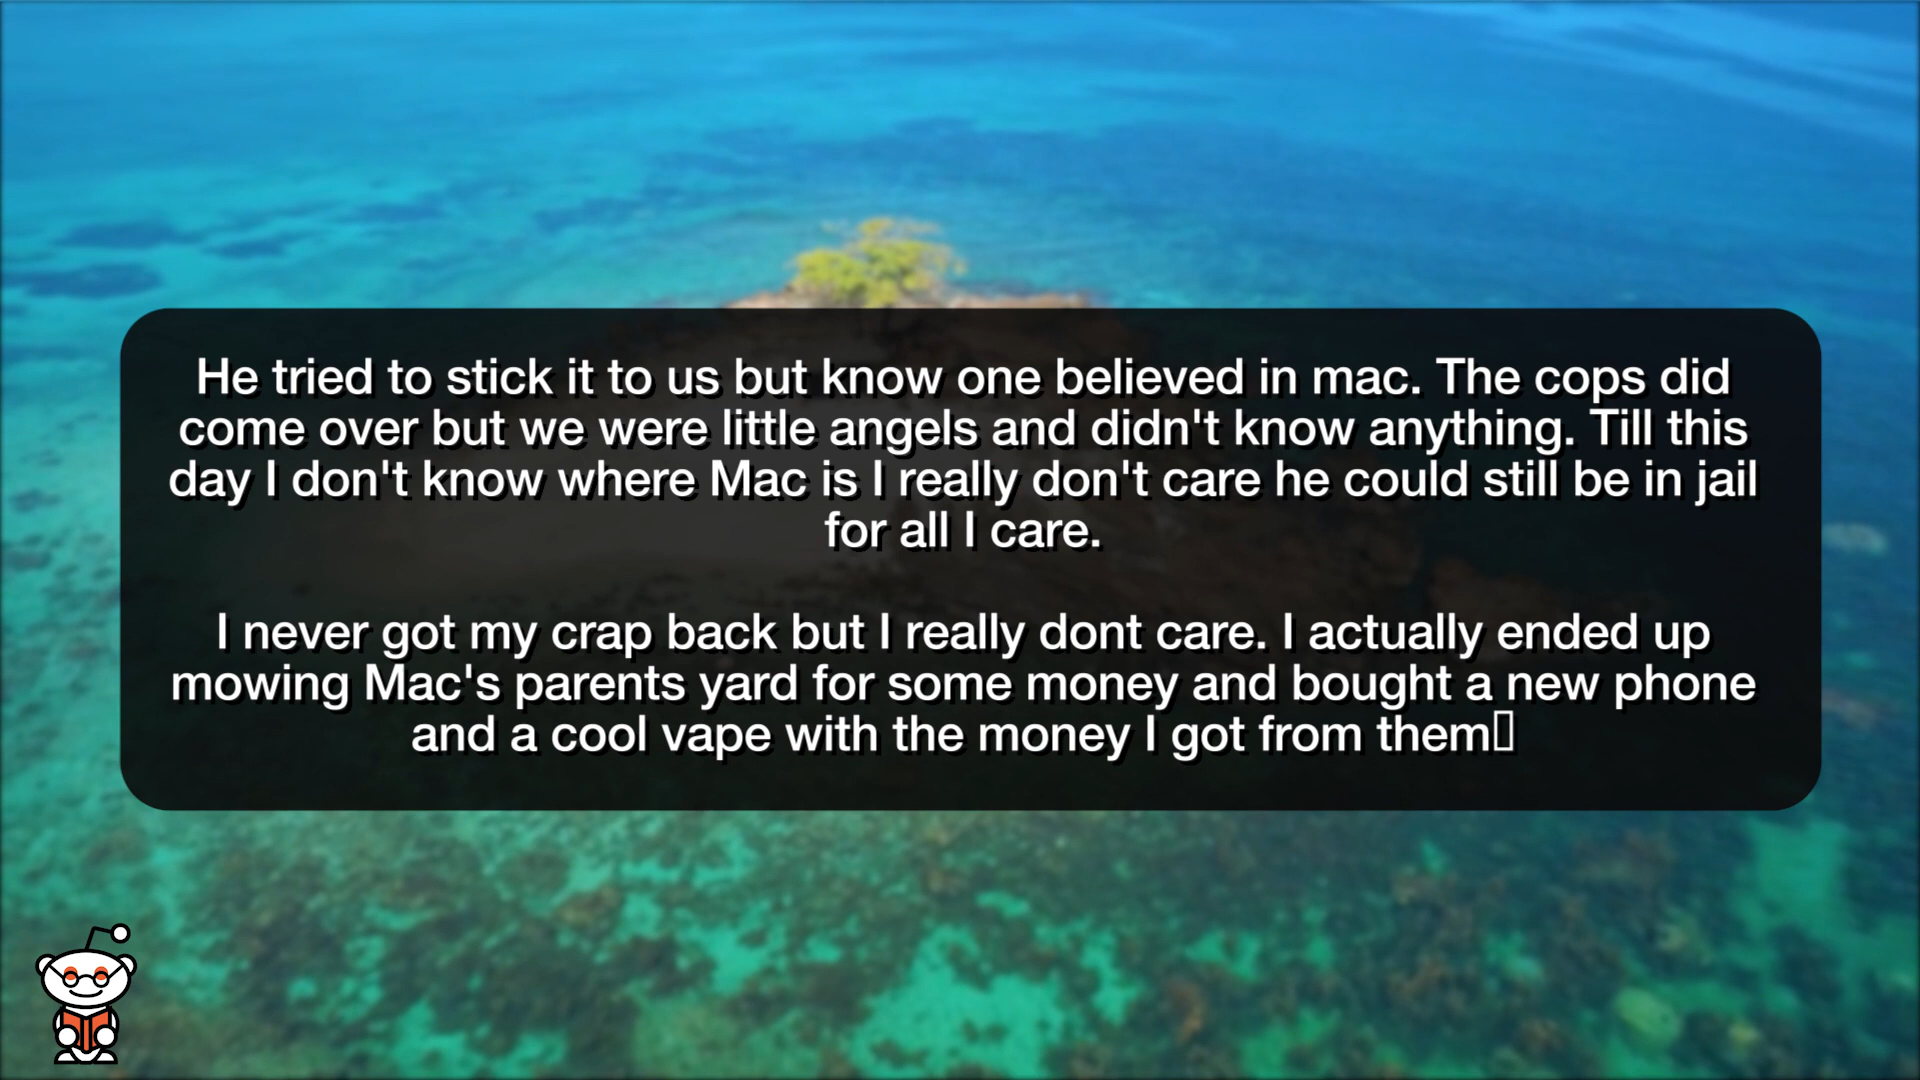 He tried to stick it to us but know one believed in mac. The cops did
come over but we were little angels and didn't know anything. Till this
day I don't know where Mac is I really don't care he could still be in jail
for all I care.
I never got my crap back but I really dont care. I actually ended up
mowing Mac's parents yard for some money and bought a new phone
and a cool vape with the money I got from them▯